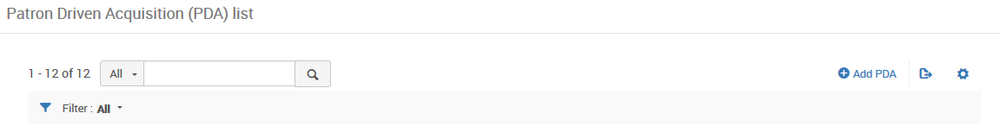 Patron Driven Acquisition (PDA) list
1 - 12 of 12 All Add PDA
Filter : All